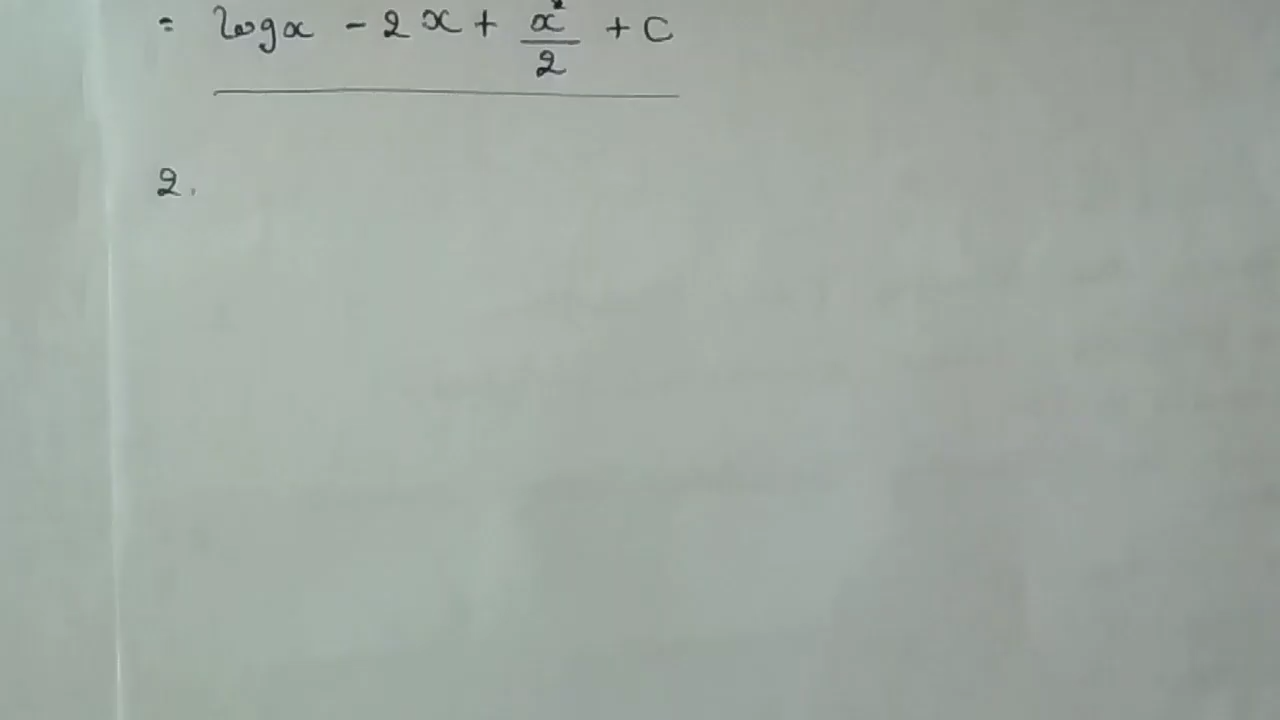 = log x - 2x + x²/2 + C
2.